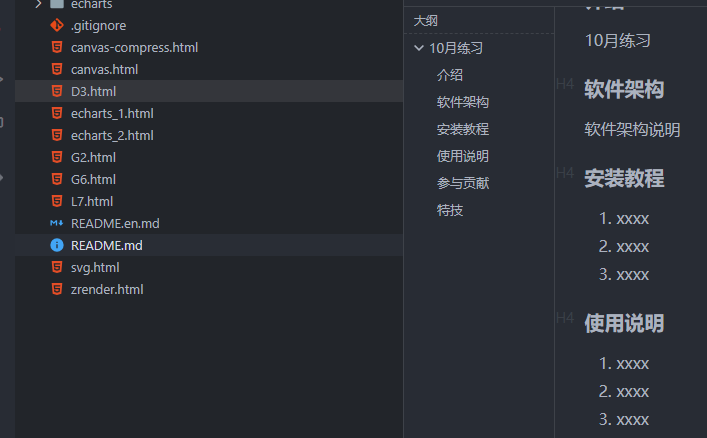 echarts
.gitignore
canvas-compress.html
canvas.html
D3.html
echarts_1.html
echarts_2.html
G2.html
G6.html
L7.html
README.en.md
README.md
svg.html
zrender.html
大纲
10月练习
介绍
软件架构
安装教程
使用说明
参与贡献
特技
介绍
10月练习
H4 软件架构
软件架构说明
H4 安装教程
1. xxxx
2. xxxx
3. xxxx
H4 使用说明
1. xxxx
2. xxxx
3. xxxx